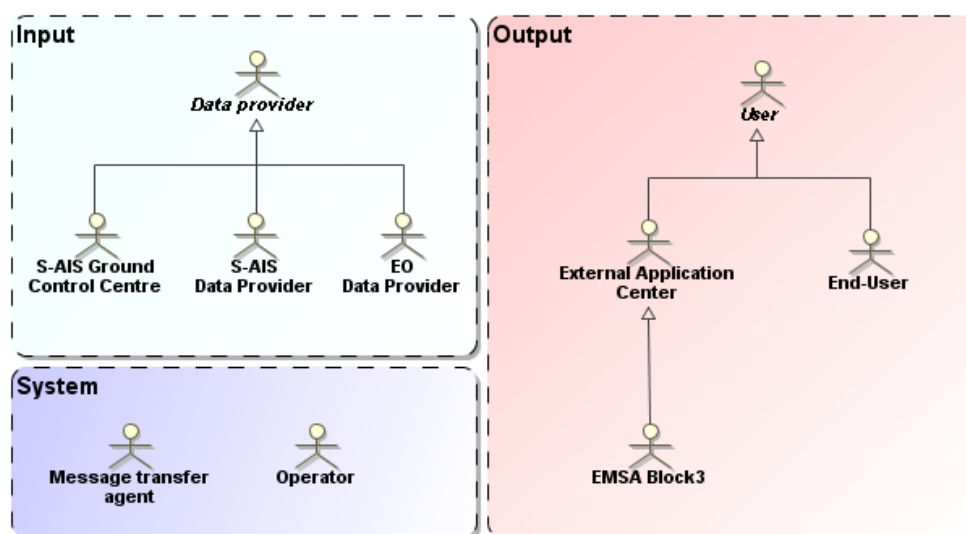 Input
Data provider
S-AIS Ground
Control Centre
S-AIS
Data Provider
EO
Data Provider
System
Message transfer
agent
Operator
Output
User
External Application
Center
End-User
EMSA Block3